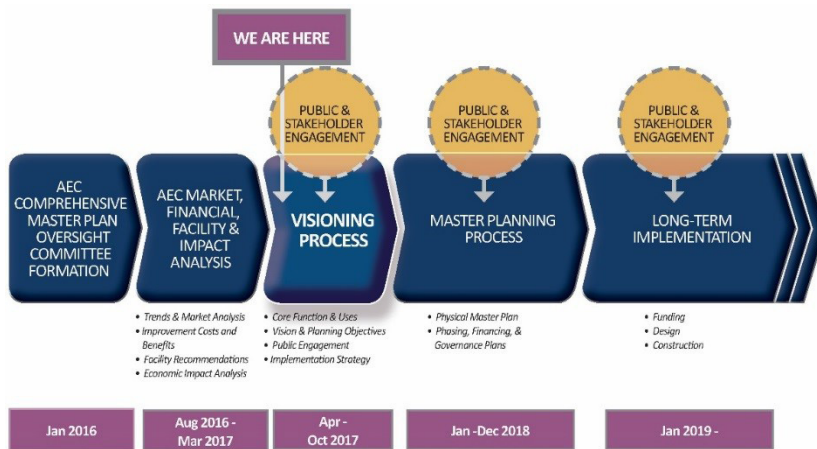 WE ARE HERE
PUBLIC &
STAKEHOLDER
ENGAGEMENT
PUBLIC &
STAKEHOLDER
ENGAGEMENT
PUBLIC &
STAKEHOLDER
ENGAGEMENT
AEC
COMPREHENSIVE
MASTER PLAN
OVERSIGHT
COMMITTEE
FORMATION
AEC MARKET,
FINANCIAL,
FACILITY &
IMPACT
ANALYSIS
VISIONING
PROCESS
MASTER PLANNING
PROCESS
LONG-TERM
IMPLEMENTATION
• Trends & Market Analysis
• Improvement Costs and
Benefits
• Facility Recommendations
• Economic Impact Analysis
• Core Function & Uses
• Vision & Planning Objectives
• Public Engagement
• Implementation Strategy
• Physical Master Plan
• Phasing, Financing, &
Governance Plans
• Funding
• Design
• Construction
Jan 2016
Aug 2016 -
Mar 2017
Apr -
Oct 2017
Jan -Dec 2018
Jan 2019 -